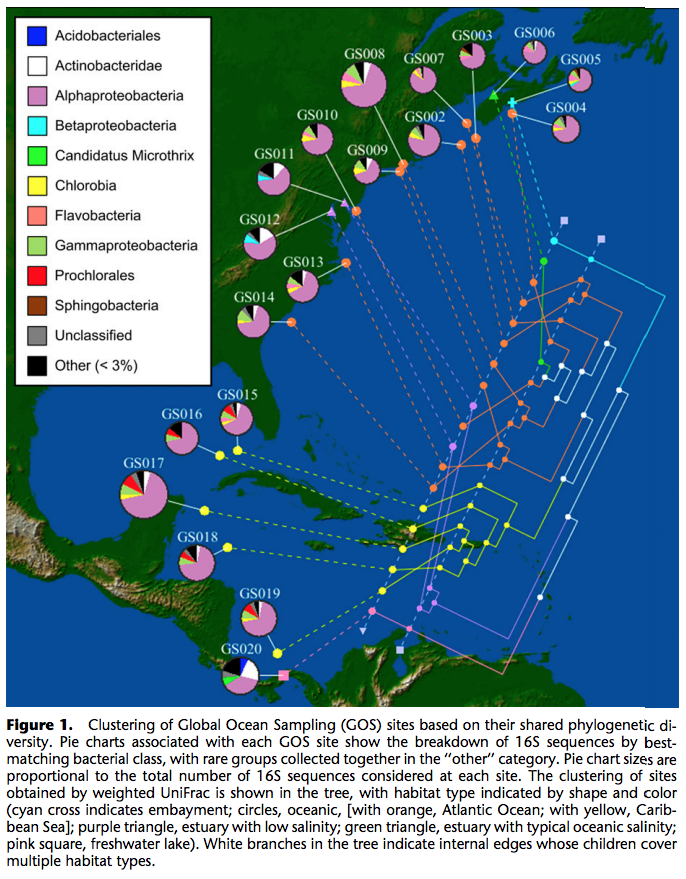 Acidobacteriales
Actinobacteridae
Alphaproteobacteria
Betaproteobacteria
Candidatus Microthrix
Chlorobia
Flavobacteria
Gammaproteobacteria
Prochlorales
Sphingobacteria
Unclassified
Other (< 3%)
GS008
GS007
GS003
GS006
GS005
GS004
GS010
GS002
GS009
GS011
GS012
GS013
GS014
GS015
GS016
GS017
GS018
GS019
GS020
Figure 1. Clustering of Global Ocean Sampling (GOS) sites based on their shared phylogenetic di-
versity. Pie charts associated with each GOS site show the breakdown of 16S sequences by best-
matching bacterial class, with rare groups collected together in the "other" category. Pie chart sizes are
proportional to the total number of 16S sequences considered at each site. The clustering of sites
obtained by weighted UniFrac is shown in the tree, with habitat type indicated by shape and color
(cyan cross indicates embayment; circles, oceanic, [with orange, Atlantic Ocean; with yellow, Carib-
bean Sea]; purple triangle, estuary with low salinity; green triangle, estuary with typical oceanic salinity;
pink square, freshwater lake). White branches in the tree indicate internal edges whose children cover
multiple habitat types.